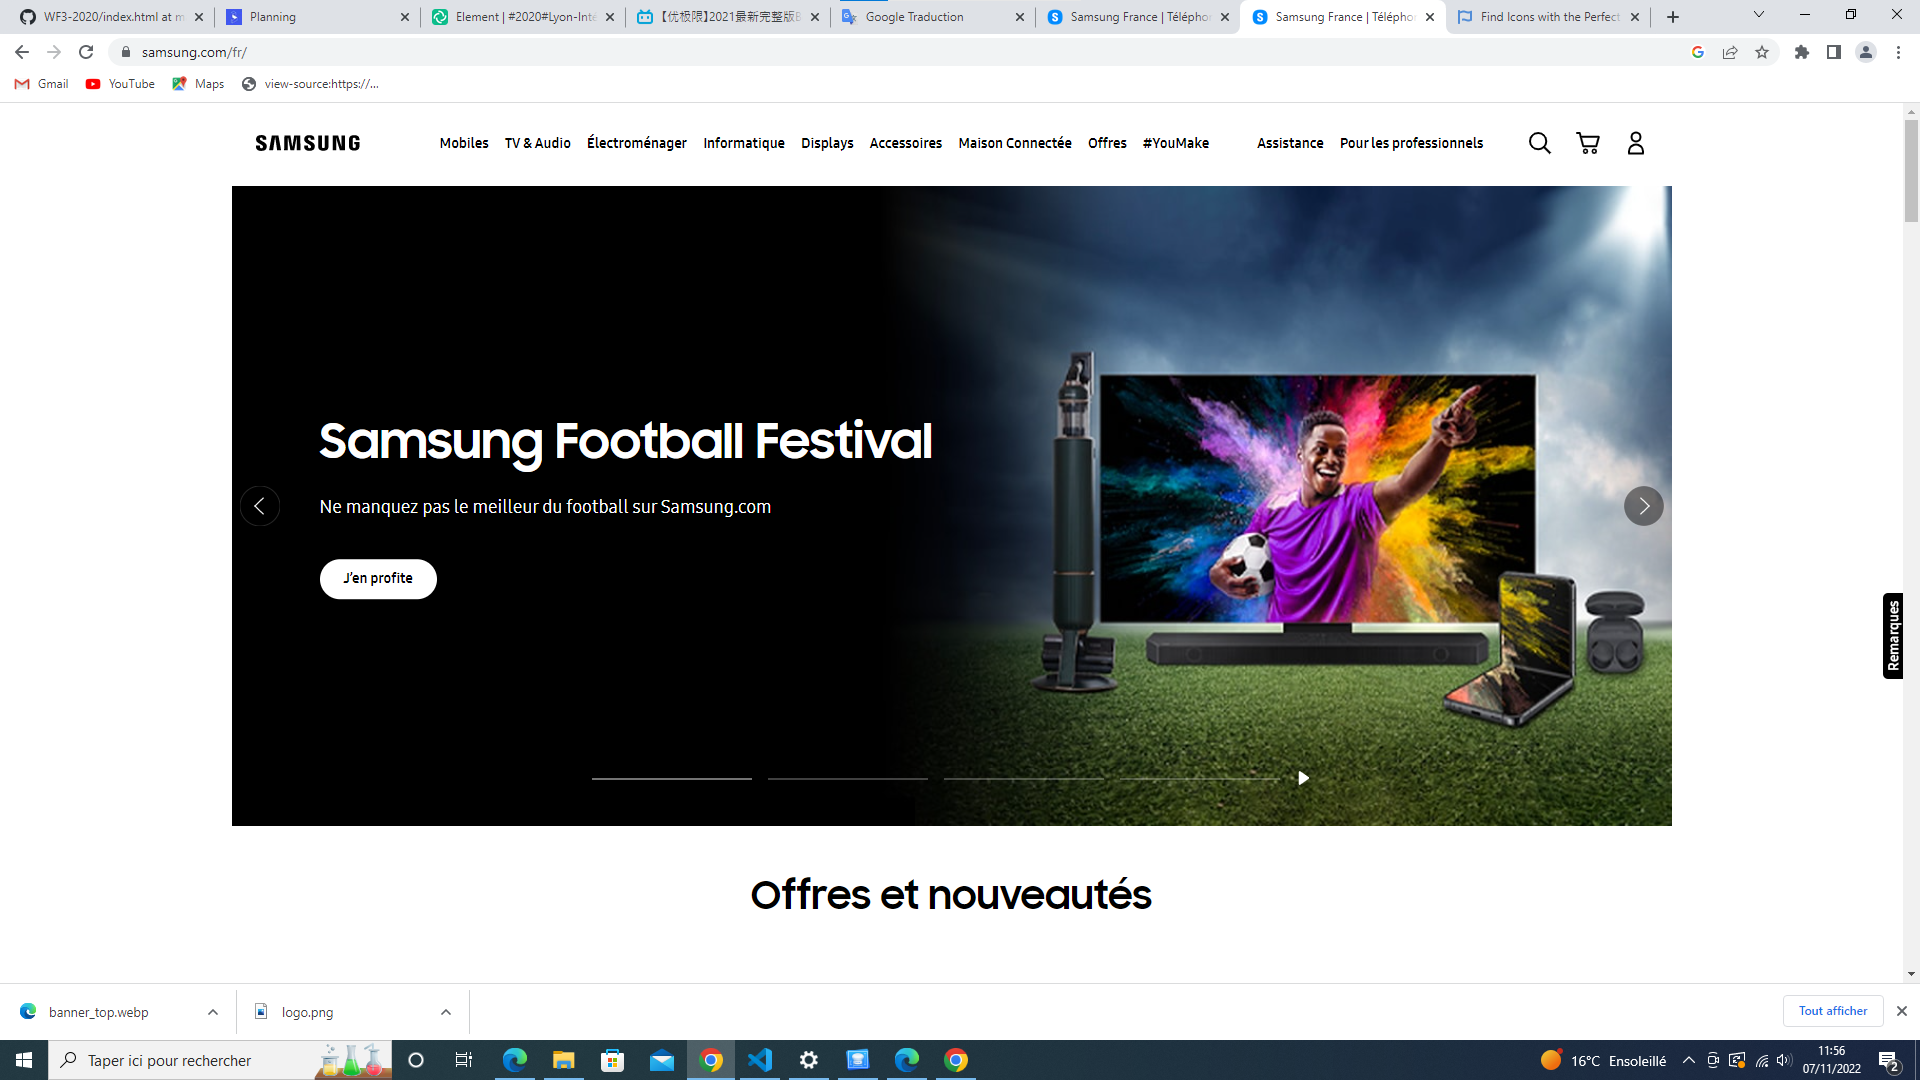 WF3-2020/index.html at m
Planning
Element | #2020#Lyon-Inte
【优极限】2021最新完整版B
Google Traduction
Samsung France | Télépho
Samsung France | Télépho
Find Icons with the Perfect
samsung.com/fr/
Gmail
YouTube
Maps
view-source:https://...
SAMSUNG
Mobiles
TV & Audio
Électroménager
Informatique
Displays
Accessoires
Maison Connectée
Offres
#YouMake
Assistance
Pour les professionnels
Samsung Football Festival
Ne manquez pas le meilleur du football sur Samsung.com
J'en profite
Remarques
Offres et nouveautés
banner_top.webp
logo.png
Tout afficher
Taper ici pour rechercher
16°C Ensoleillé
11:56
07/11/2022
2